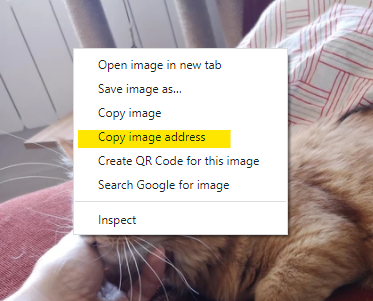 Open image in new tab
Save image as...
Copy image
Copy image address
Create QR Code for this image
Search Google for image
Inspect